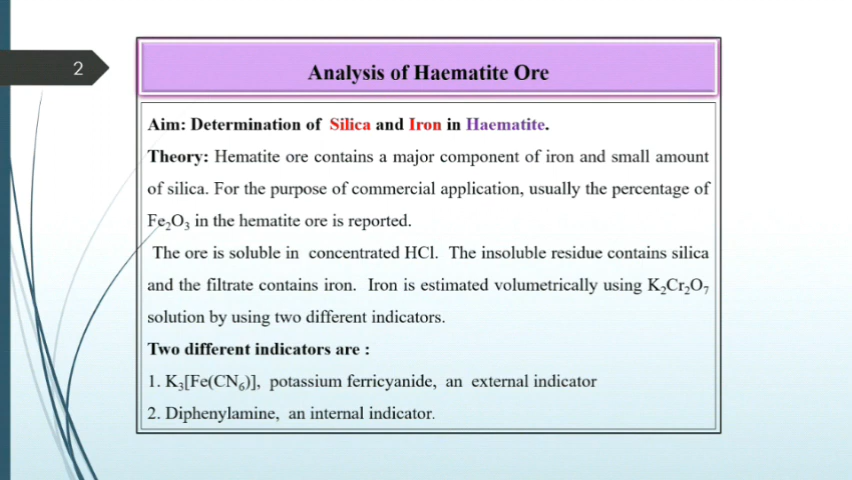 2
Analysis of Haematite Ore
Aim: Determination of Silica and Iron in Haematite.
Theory: Hematite ore contains a major component of iron and small amount
of silica. For the purpose of commercial application, usually the percentage of
Fe₂O₃ in the hematite ore is reported.
The ore is soluble in concentrated HCl. The insoluble residue contains silica
and the filtrate contains iron. Iron is estimated volumetrically using K₂Cr₂O₇
solution by using two different indicators.
Two different indicators are :
1. K₃[Fe(CN₆)], potassium ferricyanide, an external indicator
2. Diphenylamine, an internal indicator.